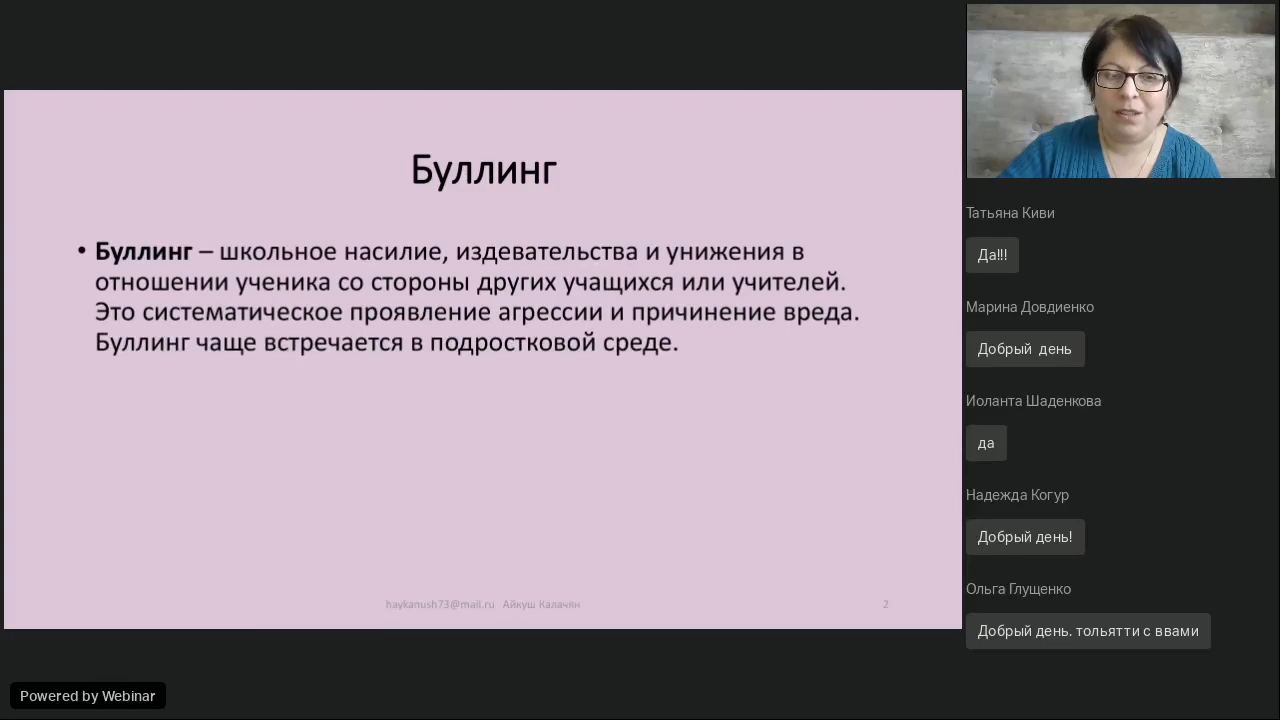 Буллинг
• Буллинг – школьное насилие, издевательства и унижения в
отношении ученика со стороны других учащихся или учителей.
Это систематическое проявление агрессии и причинение вреда.
Буллинг чаще встречается в подростковой среде.
haykanush73@mail.ru Айкуш Калачян
2
Татьяна Киви
Да!!!
Марина Довдиенко
Добрый день
Иоланта Шаденкова
да
Надежда Когур
Добрый день!
Ольга Глущенко
Добрый день. тольятти с ввами
Powered by Webinar